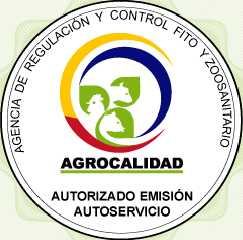 AGENCIA DE REGULACIÓN Y CONTROL FITO Y ZOOSANITARIO
AGROCALIDAD
AUTORIZADO EMISIÓN
AUTOSERVICIO